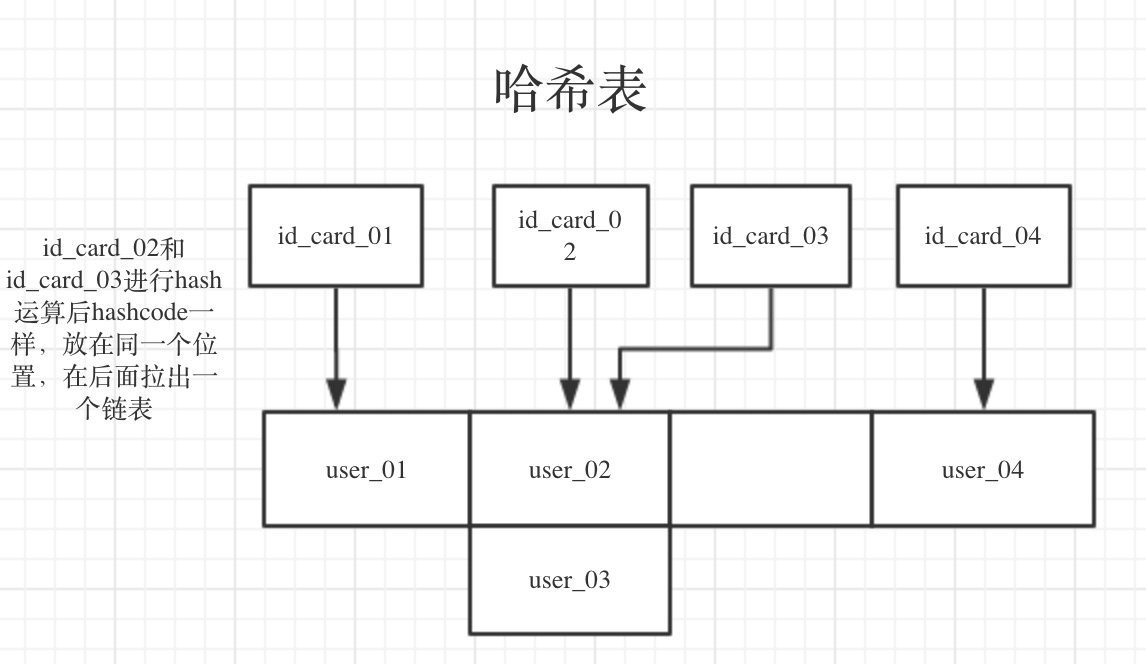 哈希表
id_card_01
id_card_0
2
id_card_03
id_card_04
id_card_02和
id_card_03进行hash
运算后hashcode一
样，放在同一个位
置，在后面拉出一
个链表
user_01
user_02
user_04
user_03